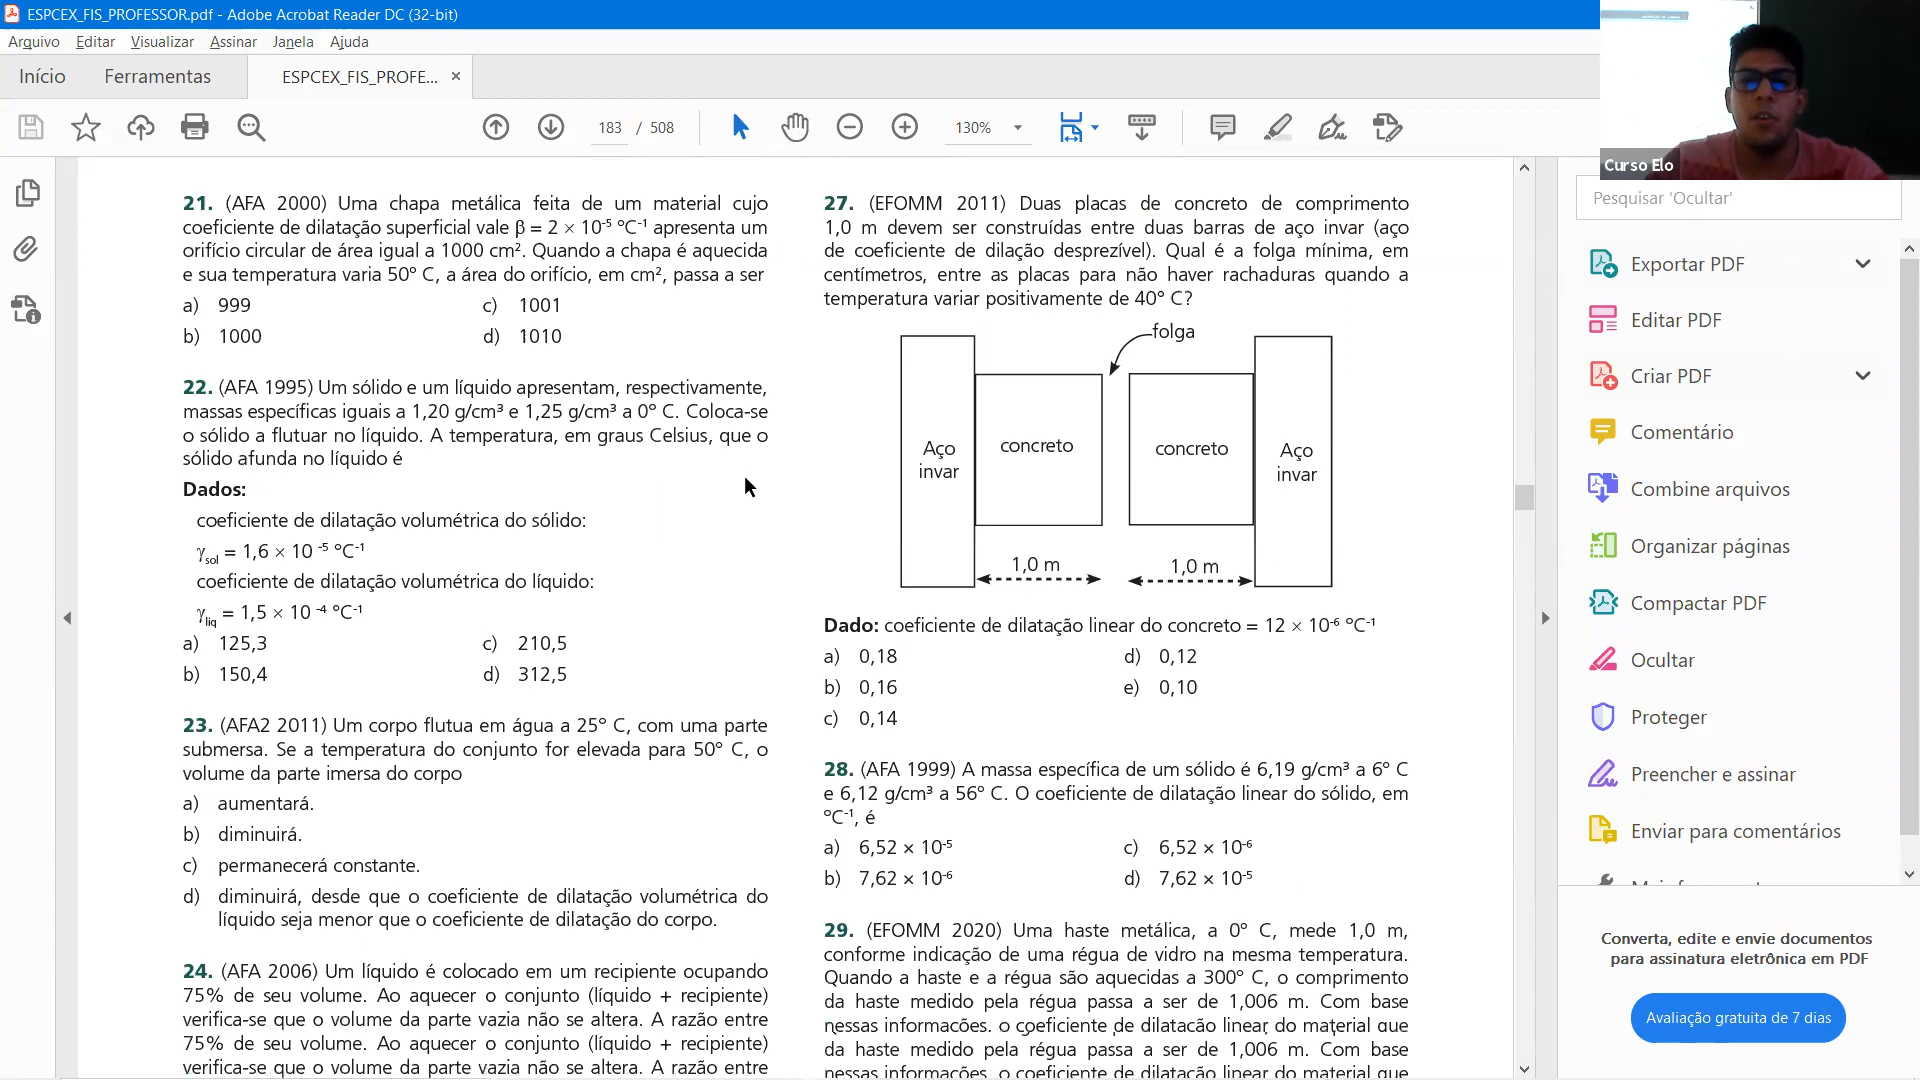 ESPCEX_FIS_PROFESSOR.pdf - Adobe Acrobat Reader DC (32-bit)
Arquivo Editar Visualizar Assinar Janela Ajuda
Início Ferramentas ESPCEX_FIS_PROFE... ×
183 / 508 130%
Curso Elo
21. (AFA 2000) Uma chapa metálica feita de um material cujo
coeficiente de dilatação superficial vale β = 2 × 10⁻⁵ ºC⁻¹ apresenta um
orifício circular de área igual a 1000 cm². Quando a chapa é aquecida
e sua temperatura varia 50º C, a área do orifício, em cm², passa a ser
a) 999 c) 1001
b) 1000 d) 1010
22. (AFA 1995) Um sólido e um líquido apresentam, respectivamente,
massas específicas iguais a 1,20 g/cm³ e 1,25 g/cm³ a 0º C. Coloca-se
o sólido a flutuar no líquido. A temperatura, em graus Celsius, que o
sólido afunda no líquido é
Dados:
coeficiente de dilatação volumétrica do sólido:
γsol = 1,6 × 10 ⁻⁵ ºC⁻¹
coeficiente de dilatação volumétrica do líquido:
γliq = 1,5 × 10 ⁻⁴ ºC⁻¹
a) 125,3 c) 210,5
b) 150,4 d) 312,5
23. (AFA2 2011) Um corpo flutua em água a 25º C, com uma parte
submersa. Se a temperatura do conjunto for elevada para 50º C, o
volume da parte imersa do corpo
a) aumentará.
b) diminuirá.
c) permanecerá constante.
d) diminuirá, desde que o coeficiente de dilatação volumétrica do
líquido seja menor que o coeficiente de dilatação do corpo.
24. (AFA 2006) Um líquido é colocado em um recipiente ocupando
75% de seu volume. Ao aquecer o conjunto (líquido + recipiente)
verifica-se que o volume da parte vazia não se altera. A razão entre
75% de seu volume. Ao aquecer o conjunto (líquido + recipiente)
verifica-se que o volume da parte vazia não se altera. A razão entre
27. (EFOMM 2011) Duas placas de concreto de comprimento
1,0 m devem ser construídas entre duas barras de aço invar (aço
de coeficiente de dilação desprezível). Qual é a folga mínima, em
centímetros, entre as placas para não haver rachaduras quando a
temperatura variar positivamente de 40º C?
folga
Aço
invar
concreto
concreto
Aço
invar
1,0 m
1,0 m
Dado: coeficiente de dilatação linear do concreto = 12 × 10⁻⁶ ºC⁻¹
a) 0,18 d) 0,12
b) 0,16 e) 0,10
c) 0,14
28. (AFA 1999) A massa específica de um sólido é 6,19 g/cm³ a 6º C
e 6,12 g/cm³ a 56º C. O coeficiente de dilatação linear do sólido, em
ºC⁻¹, é
a) 6,52 × 10⁻⁵ c) 6,52 × 10⁻⁶
b) 7,62 × 10⁻⁶ d) 7,62 × 10⁻⁵
29. (EFOMM 2020) Uma haste metálica, a 0º C, mede 1,0 m,
conforme indicação de uma régua de vidro na mesma temperatura.
Quando a haste e a régua são aquecidas a 300º C, o comprimento
da haste medido pela régua passa a ser de 1,006 m. Com base
nessas informações, o coeficiente de dilatação linear do material que
da haste medido pela régua passa a ser de 1,006 m. Com base
nessas informações, o coeficiente de dilatação linear do material que
Pesquisar 'Ocultar'
Exportar PDF
Editar PDF
Criar PDF
Comentário
Combine arquivos
Organizar páginas
Compactar PDF
Ocultar
Proteger
Preencher e assinar
Enviar para comentários
Converta, edite e envie documentos
para assinatura eletrônica em PDF
Avaliação gratuita de 7 dias